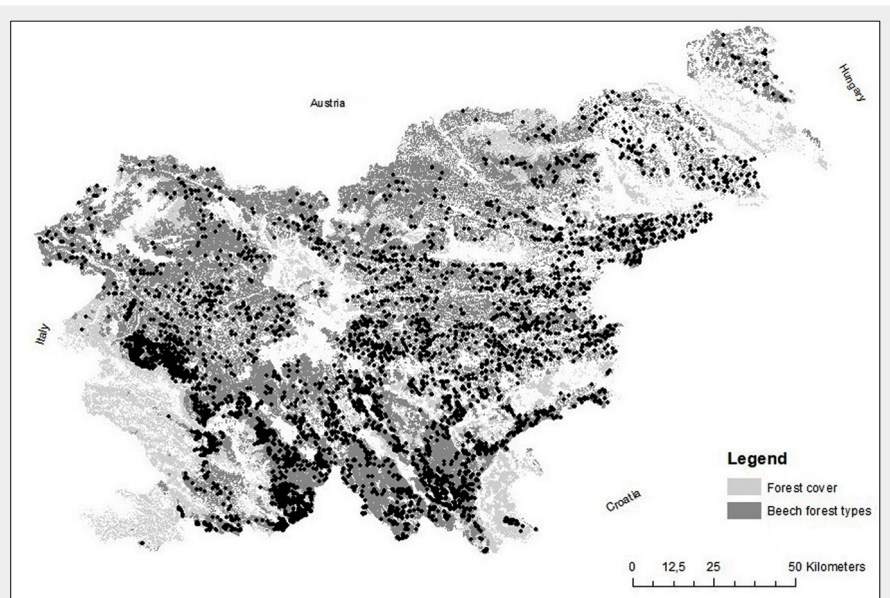 Austria
Hungary
Italy
Croatia
Legend
Forest cover
Beech forest types
0 12,5 25 50 Kilometers